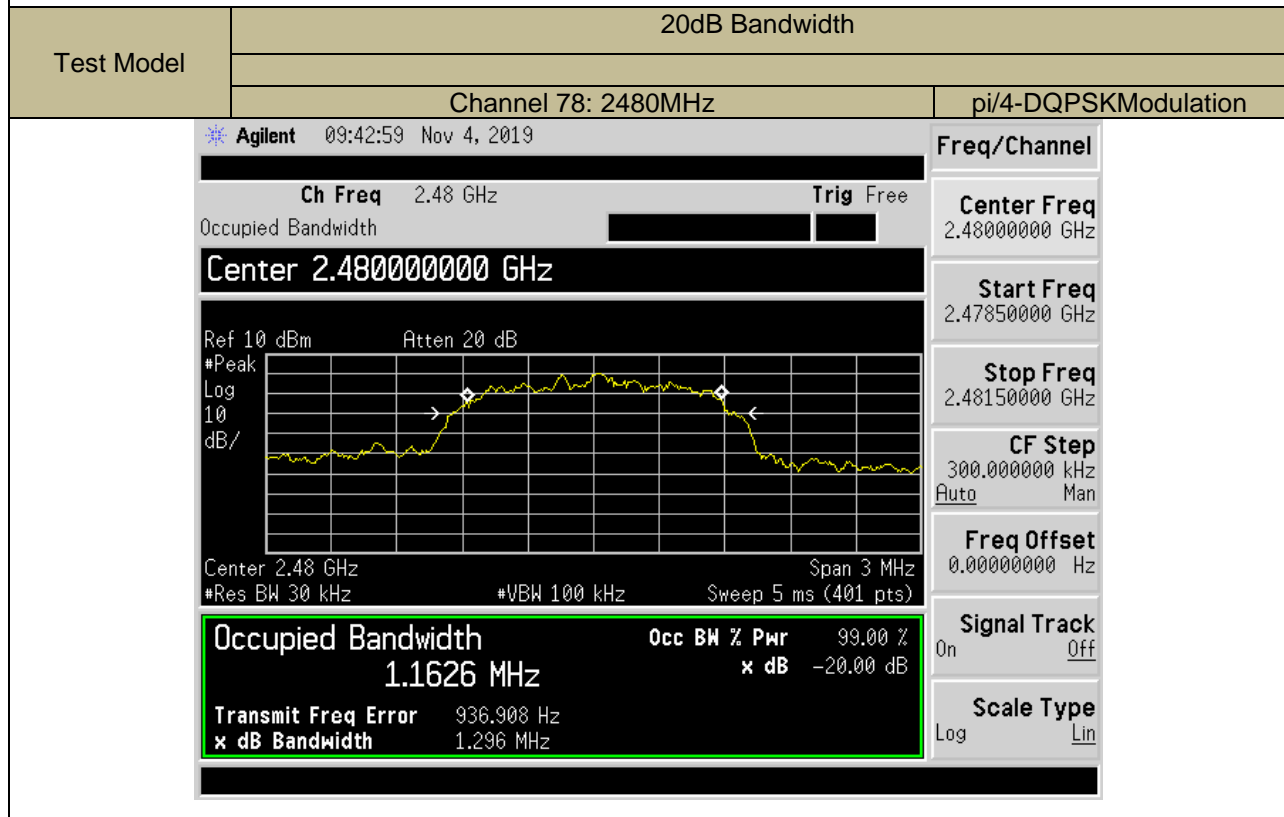 Test Model
20dB Bandwidth
Channel 78: 2480MHz
pi/4-DQPSKModulation
Agilent 09:42:59 Nov 4, 2019
Ch Freq 2.48 GHz
Trig Free
Occupied Bandwidth
Center 2.480000000 GHz
Ref 10 dBm
Atten 20 dB
#Peak
Log
10
dB/
Center 2.48 GHz
Span 3 MHz
#Res BW 30 kHz
#VBW 100 kHz
Sweep 5 ms (401 pts)
Occupied Bandwidth
1.1626 MHz
Occ BW % Pwr 99.00 %
x dB -20.00 dB
Transmit Freq Error 936.908 Hz
x dB Bandwidth 1.296 MHz
Freq/Channel
Center Freq
2.48000000 GHz
Start Freq
2.47850000 GHz
Stop Freq
2.48150000 GHz
CF Step
300.000000 kHz
Auto Man
Freq Offset
0.00000000 Hz
Signal Track
On Off
Scale Type
Log Lin